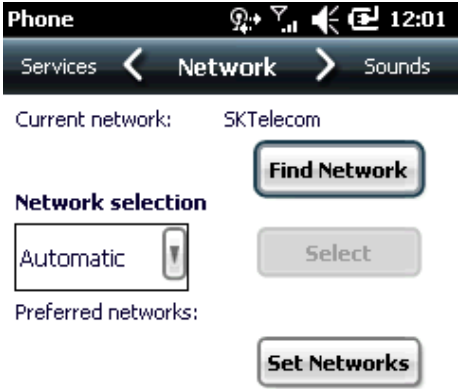 Phone 12:01
Services Network Sounds
Current network: SKTelecom
Find Network
Network selection
Automatic
Select
Preferred networks:
Set Networks